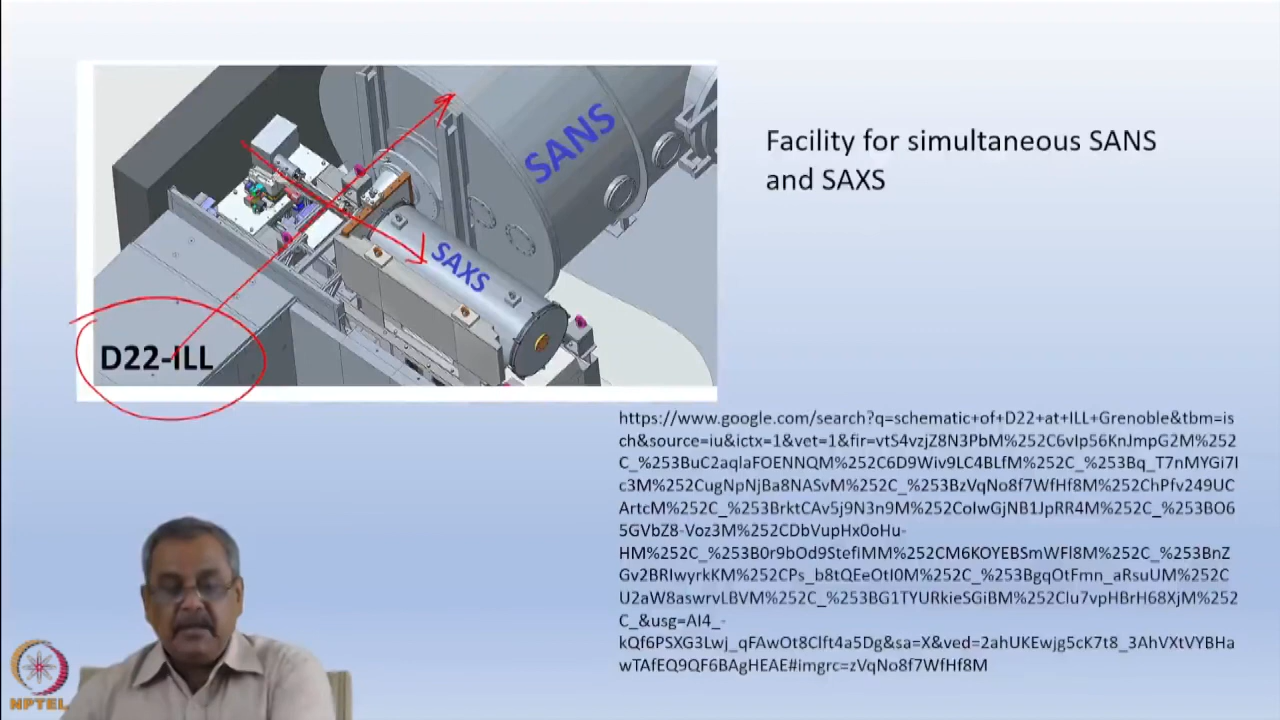 SANS
SAXS
D22-ILL
Facility for simultaneous SANS
and SAXS
https://www.google.com/search?q=schematic+of+D22+at+ILL+Grenoble&tbm=is
ch&source=iu&ictx=1&vet=1&fir=vtS4vzjZ8N3PbM%252C6vIp56KnJmpG2M%252
C_%253BuC2aqlaFOENNQM%252C6D9Wiv9LC4BLfM%252C_%253Bq_T7nMYGi7I
c3M%252CugNpNjBa8NASvM%252C_%253BzVqNo8f7WfHf8M%252ChPfv249UC
ArtcM%252C_%253BrktCAv5j9N3n9M%252CoIwGjNB1JpRR4M%252C_%253BO6
5GVbZ8-Voz3M%252CDbVupHx0oHu-
HM%252C_%253B0r9bOd9StefIMM%252CM6KOYEBSmWFl8M%252C_%253BnZ
Gv2BRIwyrkKM%252CPs_b8tQEeOtI0M%252C_%253BgqOtFmn_aRsuUM%252C
U2aW8aswrvLBVM%252C_%253BG1TYURkieSGiBM%252Clu7vpHBrH68XjM%252
C_&usg=AI4_-
kQf6PSXG3Lwj_qFAwOt8Clft4a5Dg&sa=X&ved=2ahUKEwjg5cK7t8_3AhVXtVYBHa
wTAfEQ9QF6BAgHEAE#imgrc=zVqNo8f7WfHf8M
NPTEL